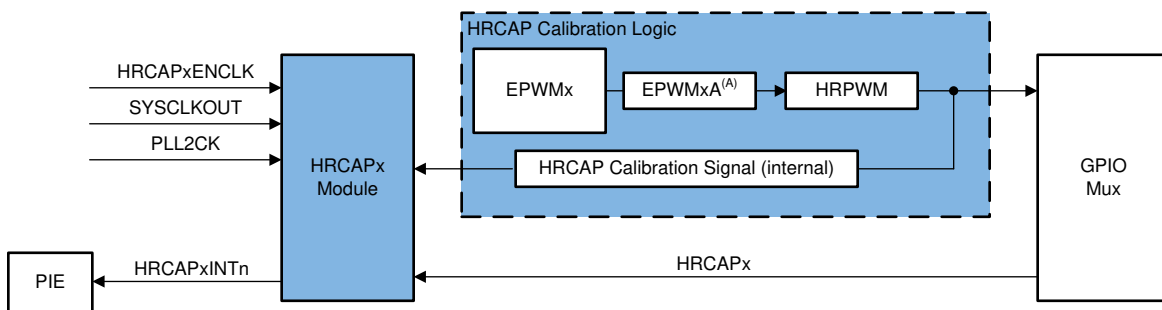 HRCAP Calibration Logic
HRCAPxENCLK
SYSCLKOUT
PLL2CK
EPWMx
EPWMxA(A)
HRPWM
HRCAP Calibration Signal (internal)
HRCAPx
Module
GPIO
Mux
HRCAPx
HRCAPxINTn
PIE